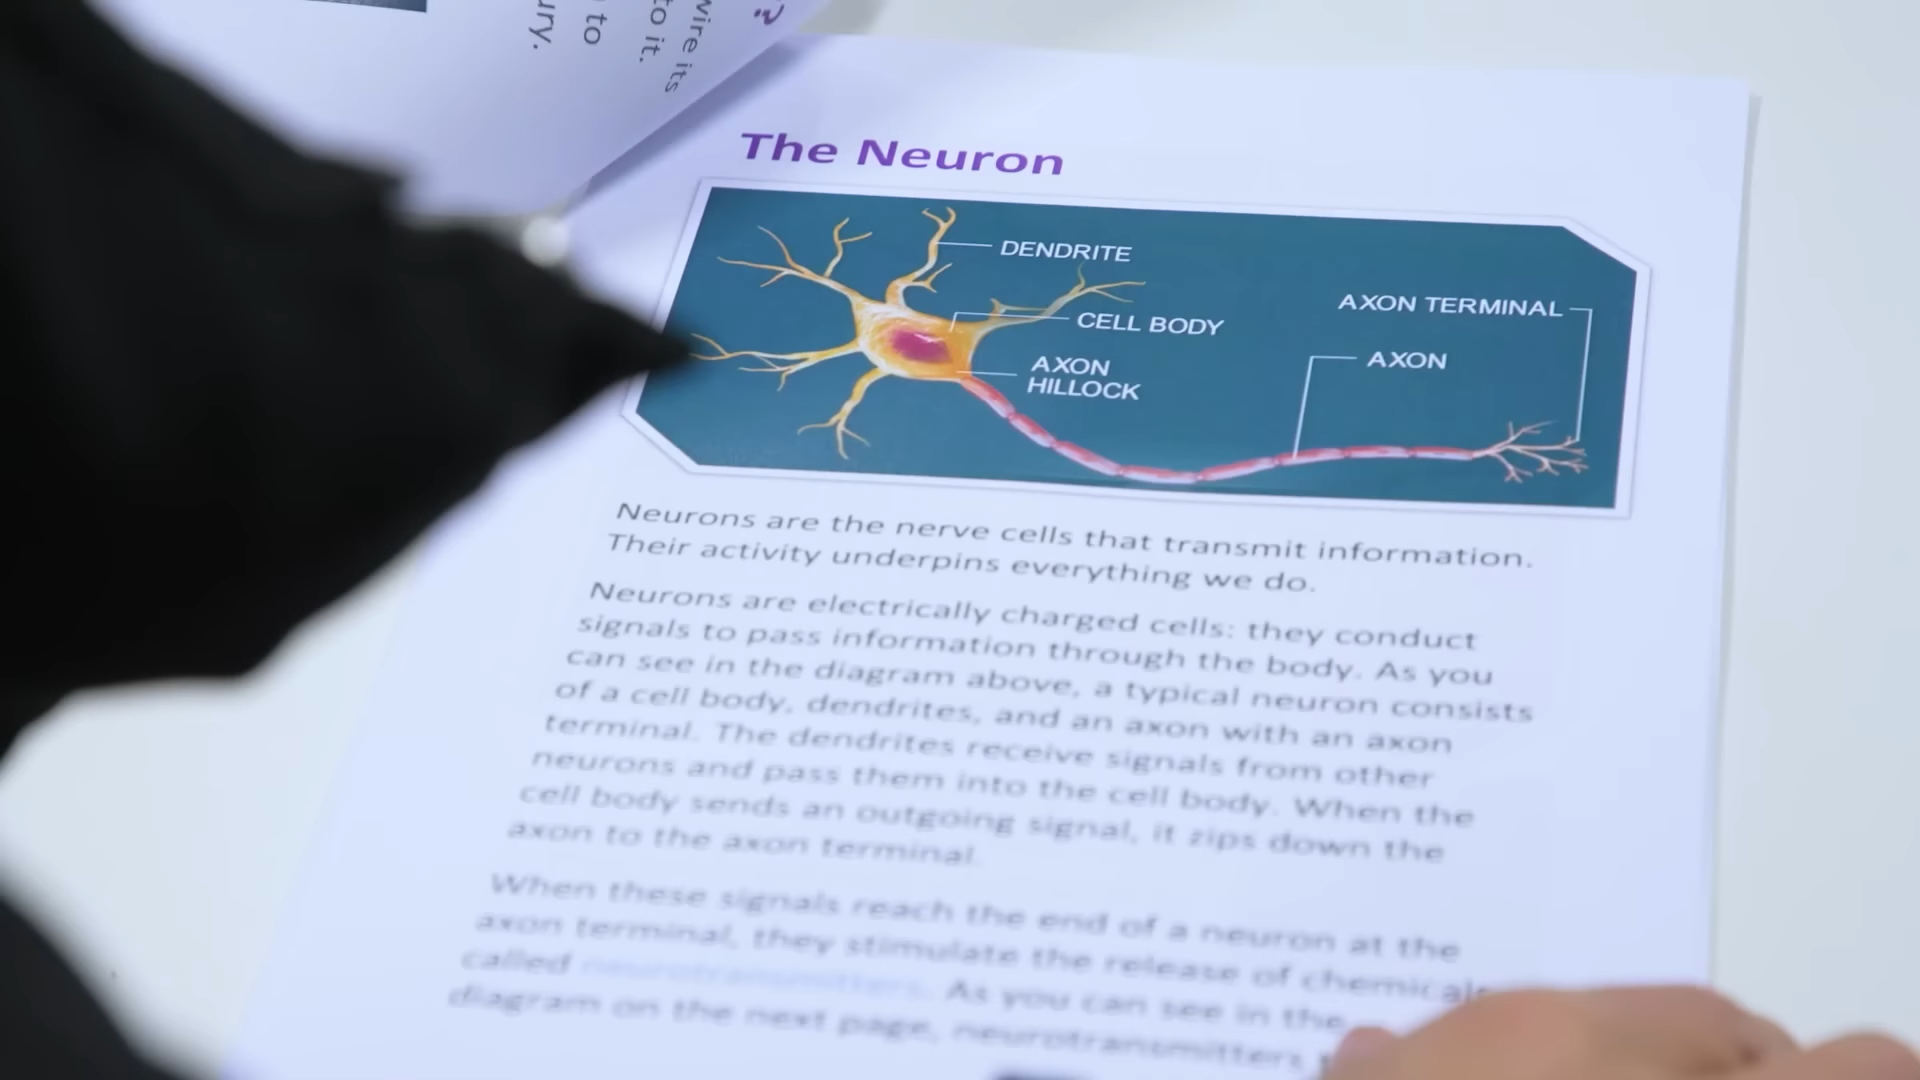 ury.
to
to it.
wire its
?
The Neuron
DENDRITE
CELL BODY
AXON
HILLOCK
AXON TERMINAL
AXON
Neurons are the nerve cells that transmit information.
Their activity underpins everything we do.
Neurons are electrically charged cells: they conduct
signals to pass information through the body. As you
can see in the diagram above, a typical neuron consists
of a cell body, dendrites, and an axon with an axon
terminal. The dendrites receive signals from other
neurons and pass them into the cell body. When the
cell body sends an outgoing signal, it zips down the
axon to the axon terminal.
When these signals reach the end of a neuron at the
axon terminal, they stimulate the release of chemicals
called neurotransmitters. As you can see in the
diagram on the next page, neurotransmitters